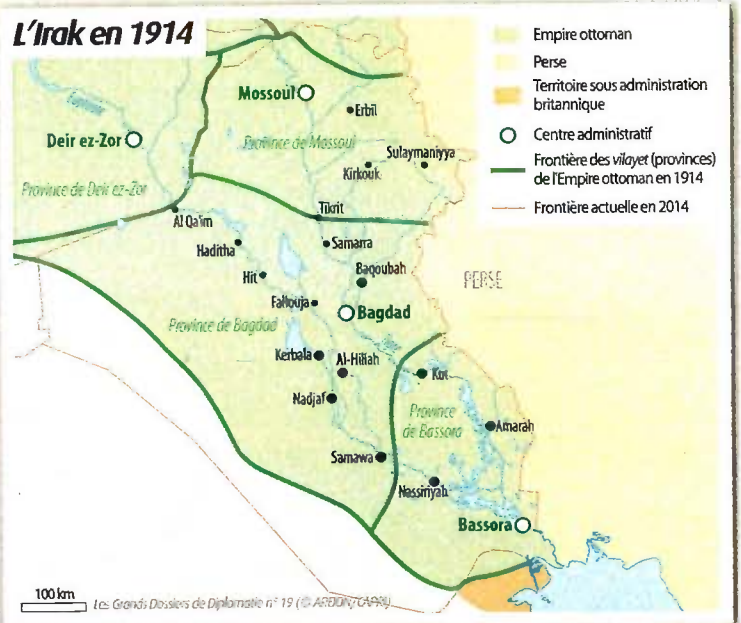 L'Irak en 1914
Empire ottoman
Perse
Territoire sous administration
britannique
Centre administratif
Frontière des vilayet (provinces)
de l'Empire ottoman en 1914
Frontière actuelle en 2014
Mossoul
Erbil
Deir ez-Zor
Province de Mossoul
Sulaymaniyya
Kirkouk
Province de Deir ez-Zor
Al Qa'im
Tikrit
Haditha
Samarra
Hit
Baqoubah
PERSE
Fallouja
Bagdad
Province de Bagdad
Kerbala
Al-Hillah
Kut
Nadjaf
Province
de Bassora
Amarah
Samawa
Nassiriyah
Bassora
100 km
Les Grands Dossiers de Diplomatie n° 19 (©